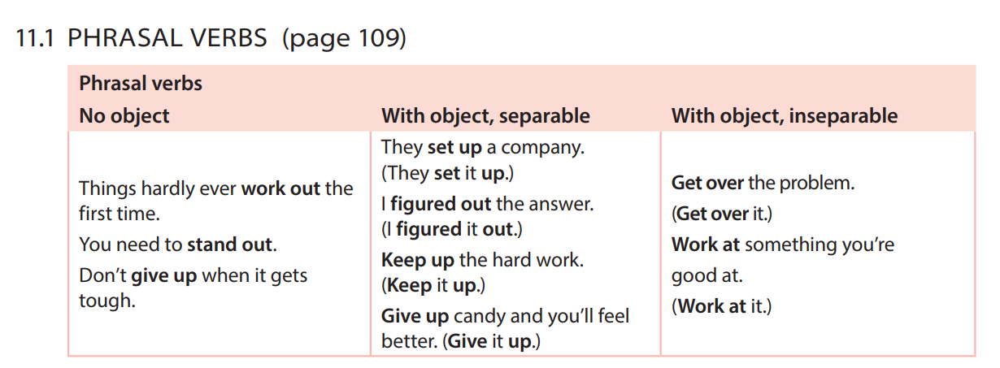 11.1 PHRASAL VERBS (page 109)
Phrasal verbs
No object
With object, separable
With object, inseparable
Things hardly ever work out the
first time.
You need to stand out.
Don’t give up when it gets
tough.
They set up a company.
(They set it up.)
I figured out the answer.
(I figured it out.)
Keep up the hard work.
(Keep it up.)
Give up candy and you’ll feel
better. (Give it up.)
Get over the problem.
(Get over it.)
Work at something you’re
good at.
(Work at it.)